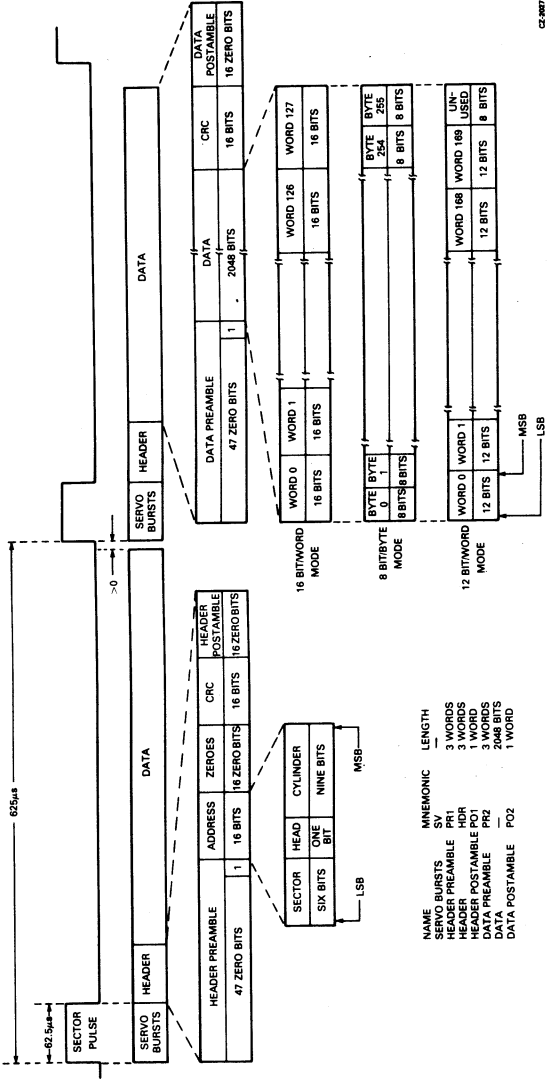 625µs
62.5µs
SECTOR PULSE
>0
SERVO BURSTS
HEADER
DATA
SERVO BURSTS
HEADER
DATA
HEADER PREAMBLE
ADDRESS
ZEROES
CRC
HEADER POSTAMBLE
47 ZERO BITS
1
16 BITS
16 ZERO BITS
16 BITS
16 ZERO BITS
SECTOR
HEAD
CYLINDER
SIX BITS
ONE BIT
NINE BITS
LSB
MSB
DATA PREAMBLE
DATA
CRC
DATA POSTAMBLE
47 ZERO BITS
1
2048 BITS
16 BITS
16 ZERO BITS
16 BIT/WORD MODE
WORD 0
WORD 1
WORD 126
WORD 127
16 BITS
16 BITS
16 BITS
16 BITS
8 BIT/BYTE MODE
BYTE 0
BYTE 1
BYTE 254
BYTE 255
8 BITS
8 BITS
8 BITS
8 BITS
12 BIT/WORD MODE
WORD 0
WORD 1
WORD 168
WORD 169
UN-USED
12 BITS
12 BITS
12 BITS
12 BITS
8 BITS
MSB
LSB
NAME MNEMONIC LENGTH
SERVO BURSTS SV —
HEADER PREAMBLE PR1 3 WORDS
HEADER HDR 3 WORDS
HEADER POSTAMBLE PO1 1 WORD
DATA PREAMBLE PR2 3 WORDS
DATA — 2048 BITS
DATA POSTAMBLE PO2 1 WORD
CZ-2027